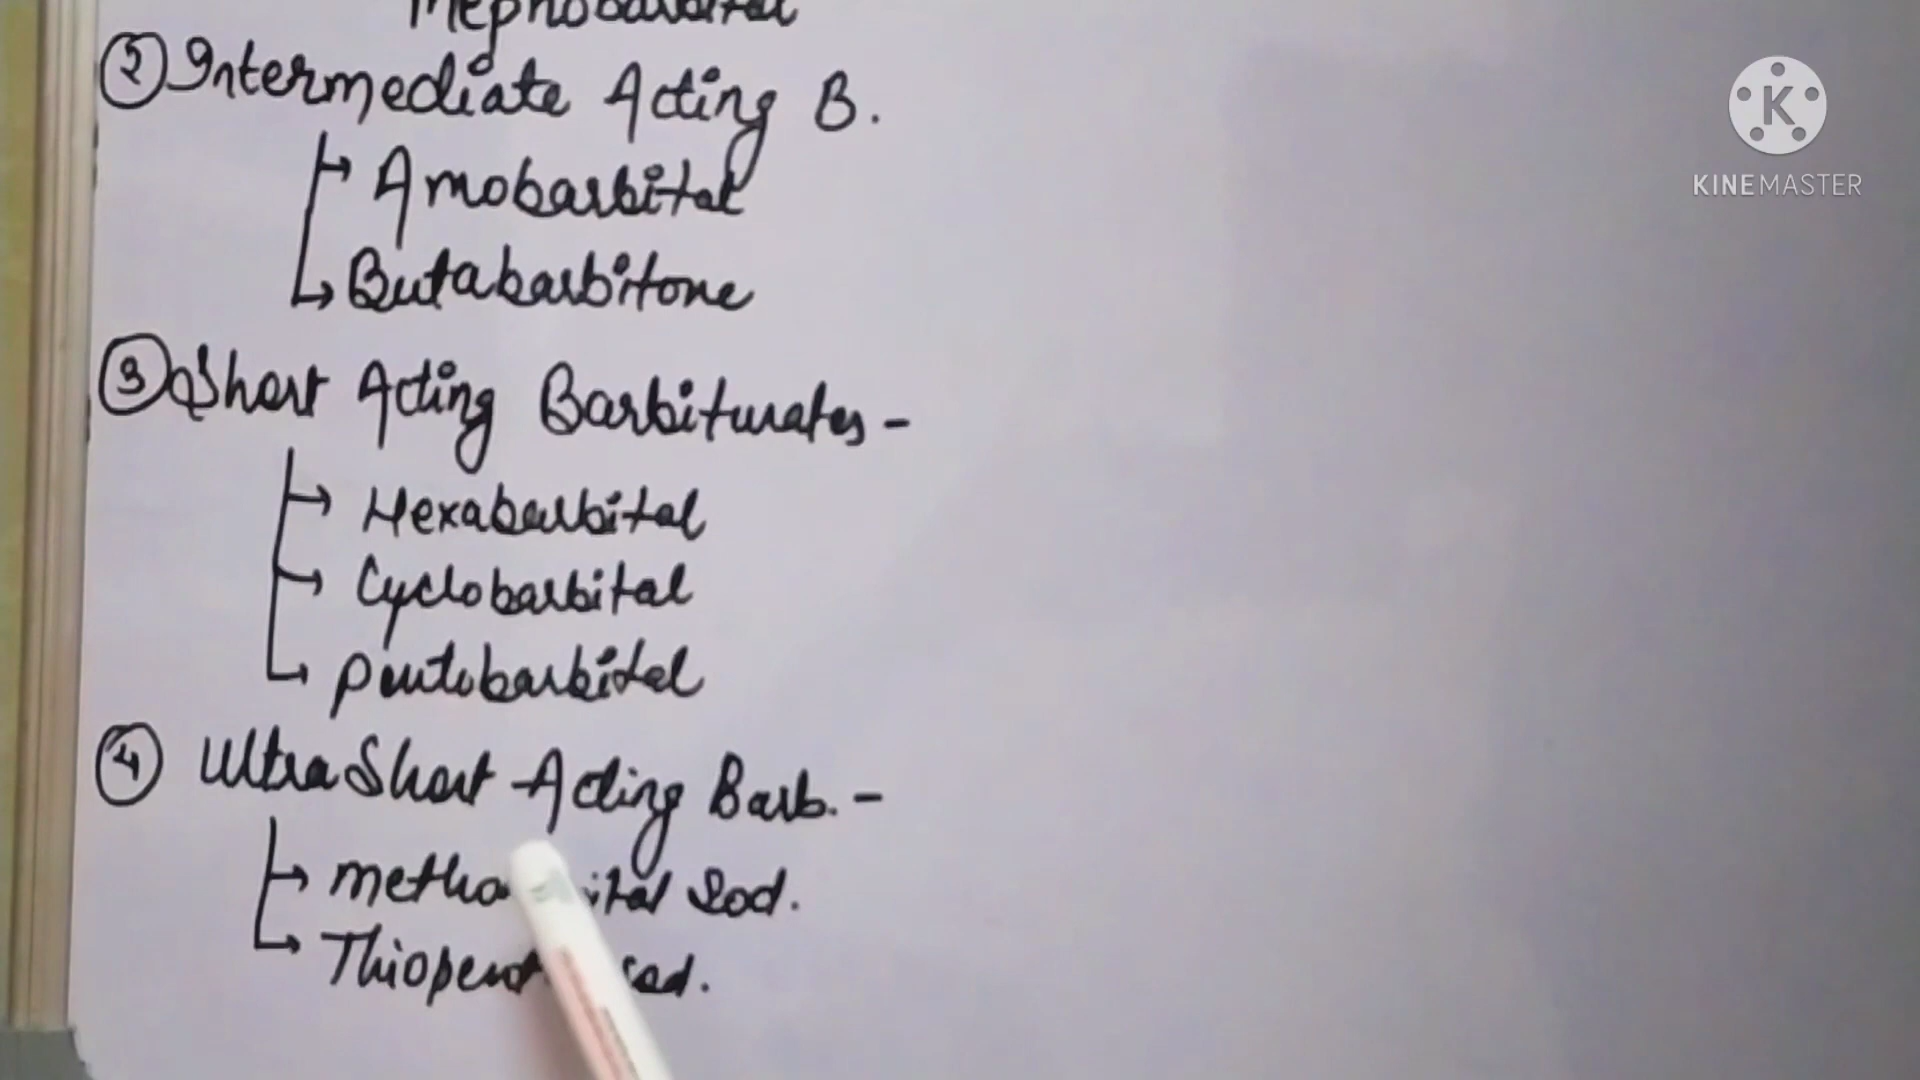 Mephobarbital
② Intermediate Acting B.
Amobarbital
Butabarbitone
③ Short Acting Barbiturates -
Hexabarbital
Cyclobarbital
pentobarbital
④ Ultra Short Acting Barb. -
Sod.
sod.
K
KINEMASTER